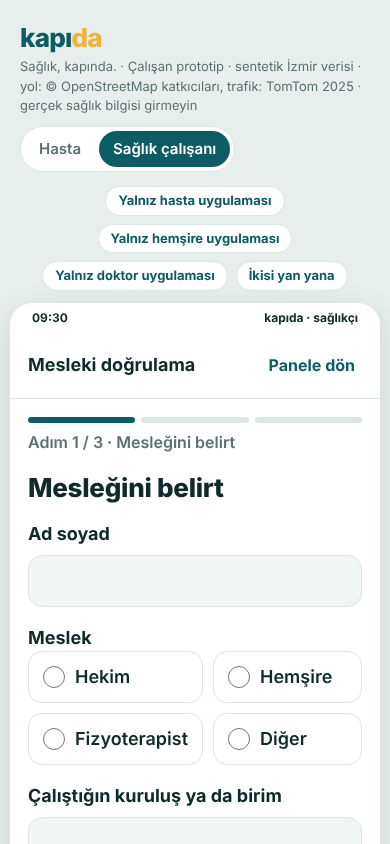 kapıda
Sağlık, kapında. · Çalışan prototip · sentetik İzmir verisi ·
yol: © OpenStreetMap katkıcıları, trafik: TomTom 2025 ·
gerçek sağlık bilgisi girmeyin
Hasta
Sağlık çalışanı
Yalnız hasta uygulaması
Yalnız hemşire uygulaması
Yalnız doktor uygulaması
İkisi yan yana
09:30
kapıda · sağlıkçı
Mesleki doğrulama
Panele dön
Adım 1 / 3 · Mesleğini belirt
Mesleğini belirt
Ad soyad
Meslek
Hekim
Hemşire
Fizyoterapist
Diğer
Çalıştığın kuruluş ya da birim